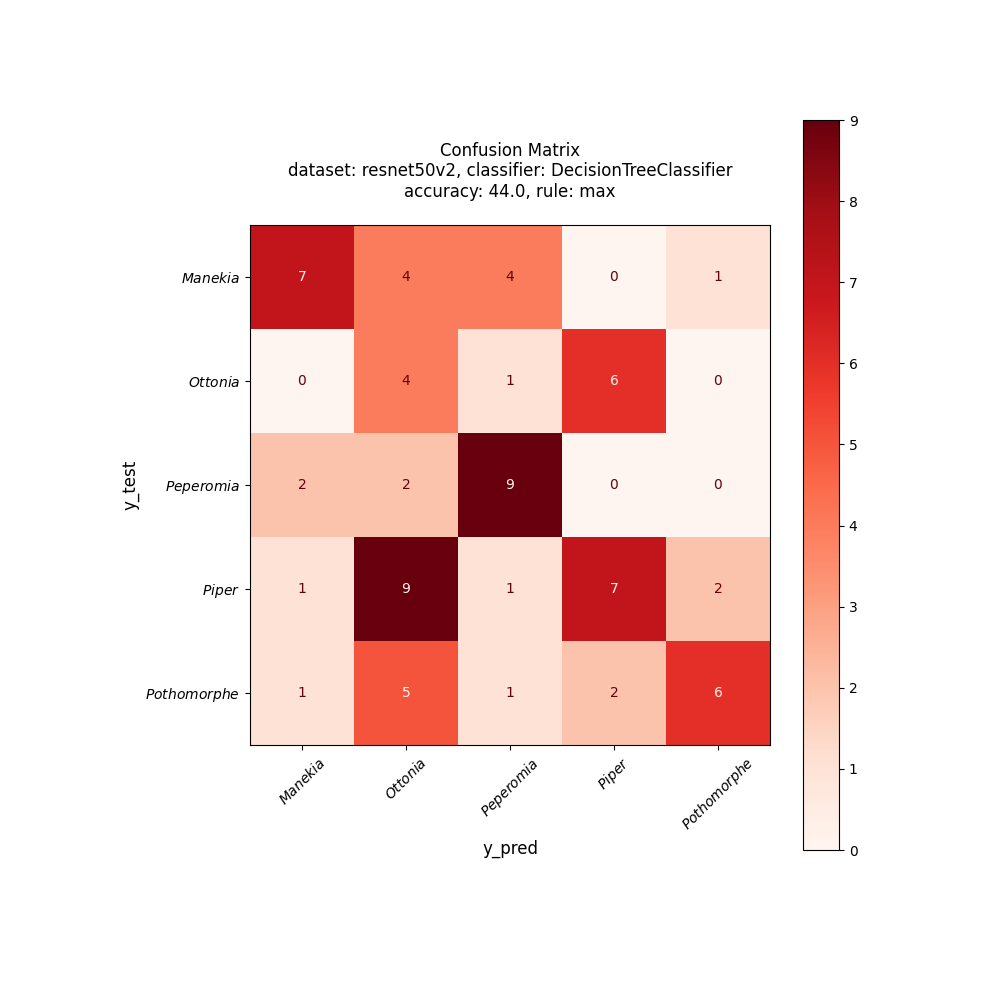 Confusion Matrix
dataset: resnet50v2, classifier: DecisionTreeClassifier
accuracy: 44.0, rule: max
Manekia 7 4 4 0 1
Ottonia 0 4 1 6 0
Peperomia 2 2 9 0 0
Piper 1 9 1 7 2
Pothomorphe 1 5 1 2 6
Manekia Ottonia Peperomia Piper Pothomorphe
y_pred
y_test
9
8
7
6
5
4
3
2
1
0